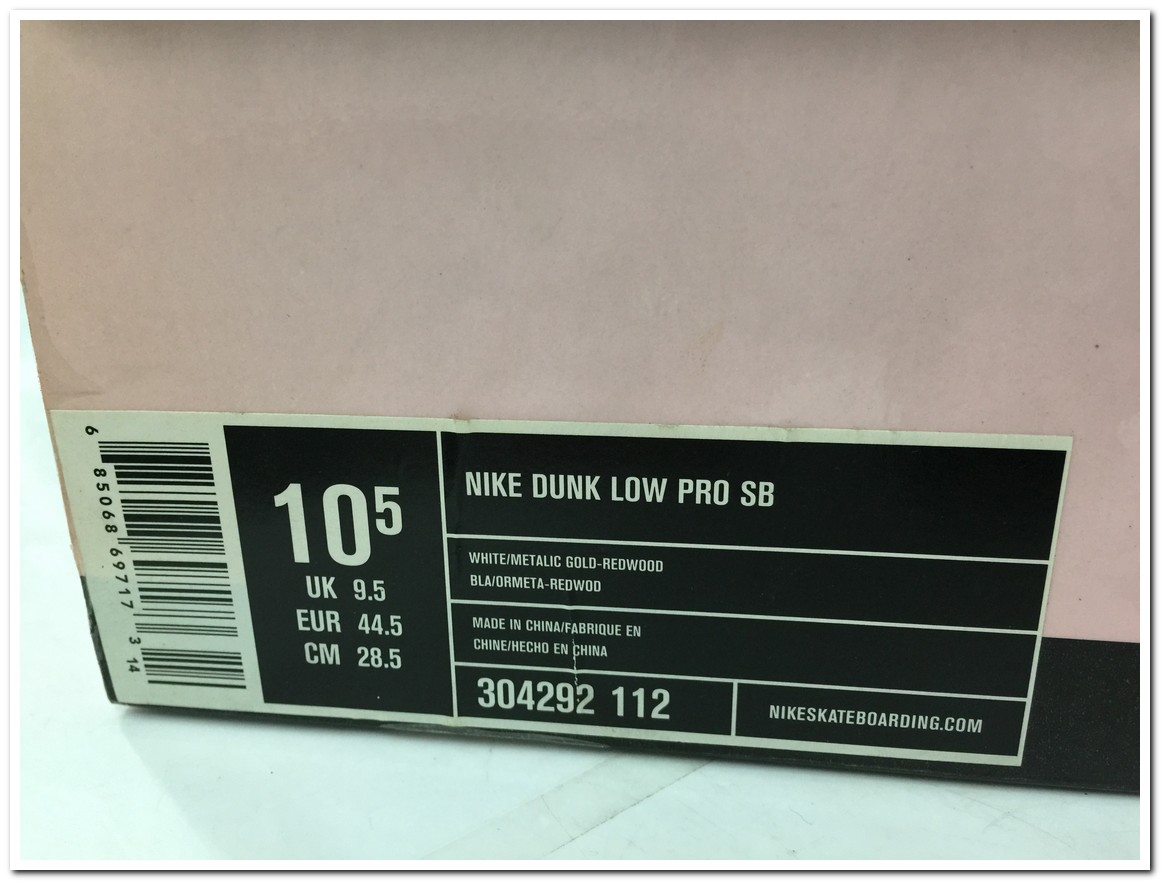 6 85068 69717 3 14
10 5
UK 9.5
EUR 44.5
CM 28.5
NIKE DUNK LOW PRO SB
WHITE/METALIC GOLD-REDWOOD
BLA/ORMETA-REDWOD
MADE IN CHINA/FABRIQUE EN
CHINE/HECHO EN CHINA
304292 112
NIKESKATEBOARDING.COM